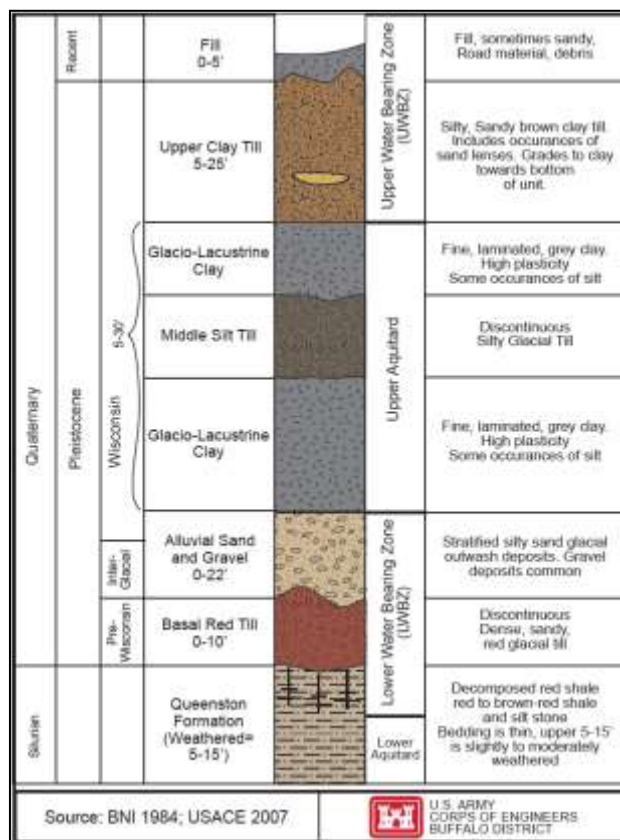 Quaternary
Silurian
Recent
Pleistocene
Wisconsin
5-30'
Inter-
Glacial
Pre-
Wisconsin
Fill
0-5'
Upper Clay Till
5-25'
Glacio-Lacustrine
Clay
Middle Silt Till
Glacio-Lacustrine
Clay
Alluvial Sand
and Gravel
0-22'
Basal Red Till
0-10'
Queenston
Formation
(Weathered=
5-15')
Upper Water Bearing Zone
(UWBZ)
Upper Aquitard
Lower Water Bearing Zone
(LWBZ)
Lower
Aquitard
Fill, sometimes sandy,
Road material, debris
Silty, Sandy brown clay till.
Includes occurances of
sand lenses. Grades to clay
towards bottom
of unit.
Fine, laminated, grey clay.
High plasticity
Some occurances of silt
Discontinuous
Silty Glacial Till
Fine, laminated, grey clay.
High plasticity
Some occurances of silt
Stratified silty sand glacial
outwash deposits. Gravel
deposits common
Discontinuous
Dense, sandy,
red glacial till
Decomposed red shale
red to brown-red shale
and silt stone
Bedding is thin, upper 5-15'
is slightly to moderately
weathered
Source: BNI 1984; USACE 2007
U.S. ARMY
CORPS OF ENGINEERS
BUFFALO DISTRICT